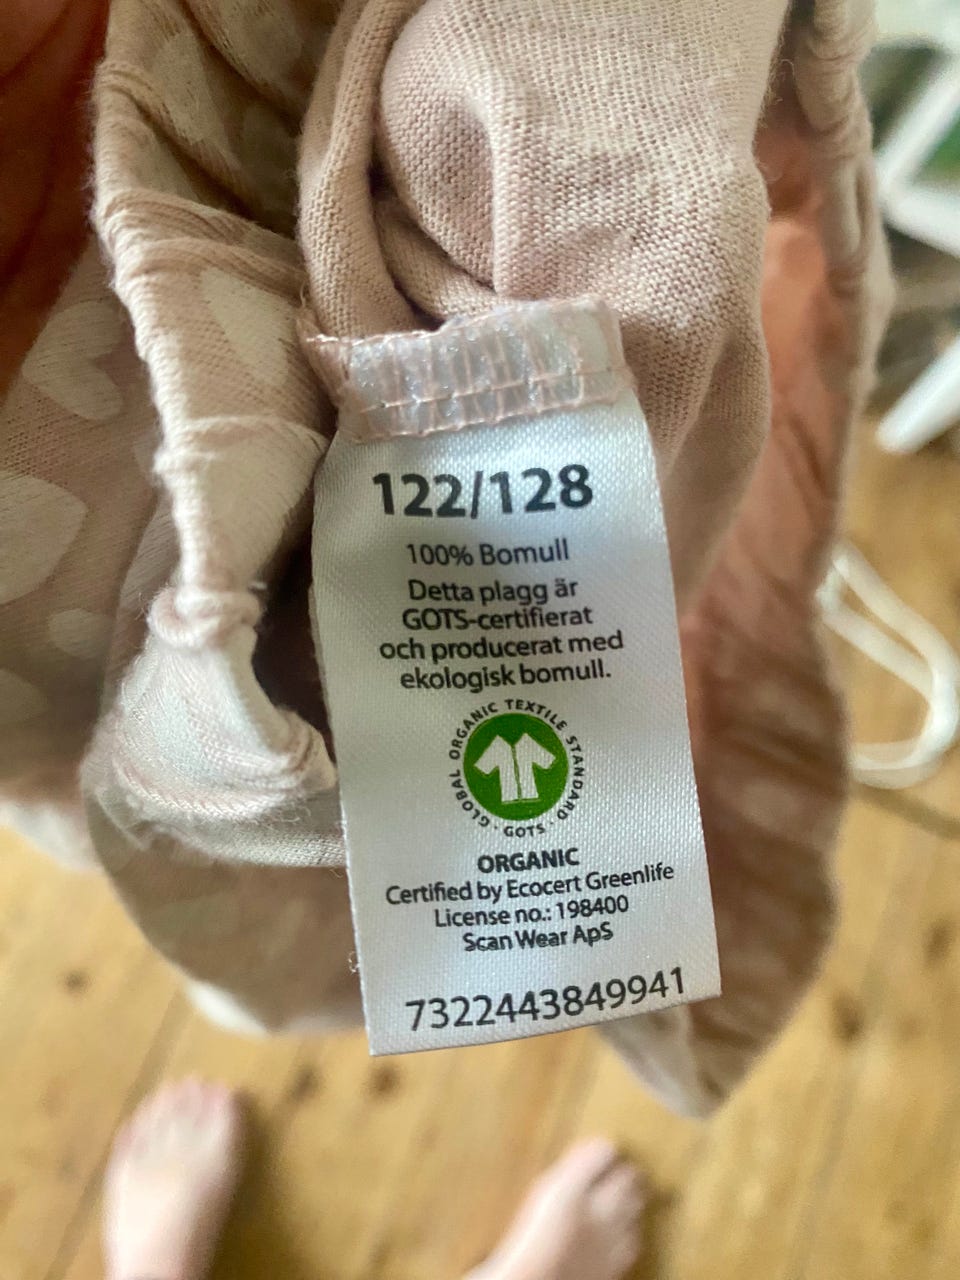 122/128
100% Bomull
Detta plagg är
GOTS-certifierat
och producerat med
ekologisk bomull.
GLOBAL ORGANIC TEXTILE STANDARD
· GOTS ·
ORGANIC
Certified by Ecocert Greenlife
License no.: 198400
Scan Wear ApS
7322443849941